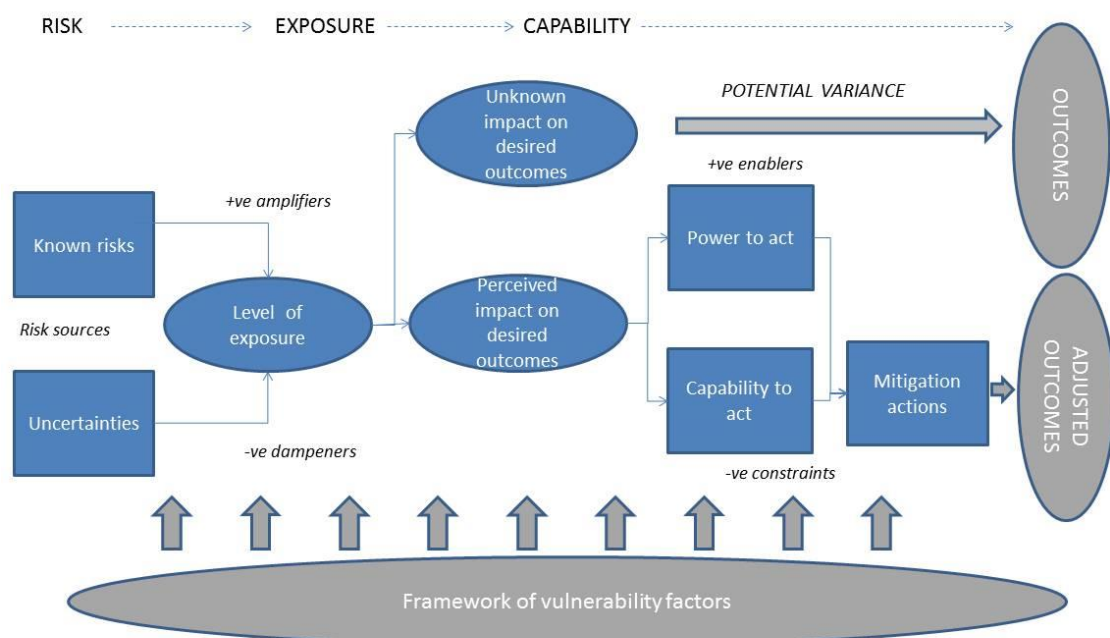 RISK
EXPOSURE
CAPABILITY
Unknown
impact on
desired
outcomes
POTENTIAL VARIANCE
OUTCOMES
+ve enablers
+ve amplifiers
Known risks
Power to act
Level of
exposure
Perceived
impact on
desired
outcomes
Risk sources
ADJUSTED
OUTCOMES
Uncertainties
Capability to
act
Mitigation
actions
-ve dampeners
-ve constraints
Framework of vulnerability factors